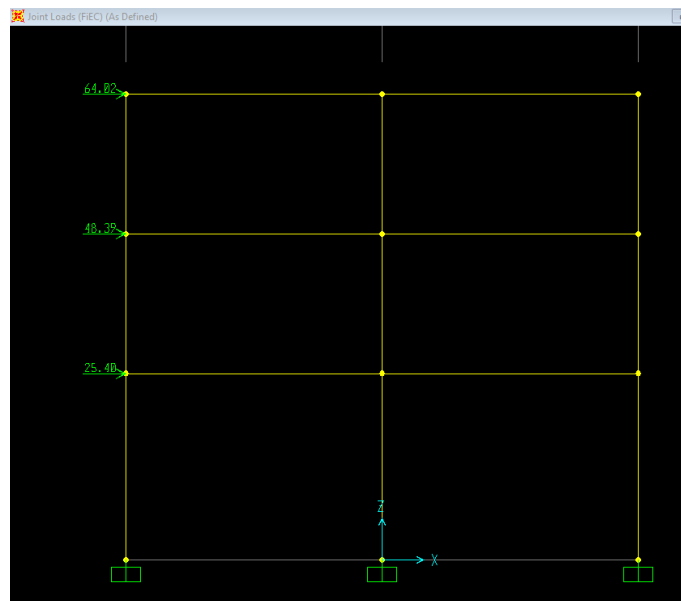 Joint Loads (FiEC) (As Defined)
64.02
48.39
25.40
Z
X